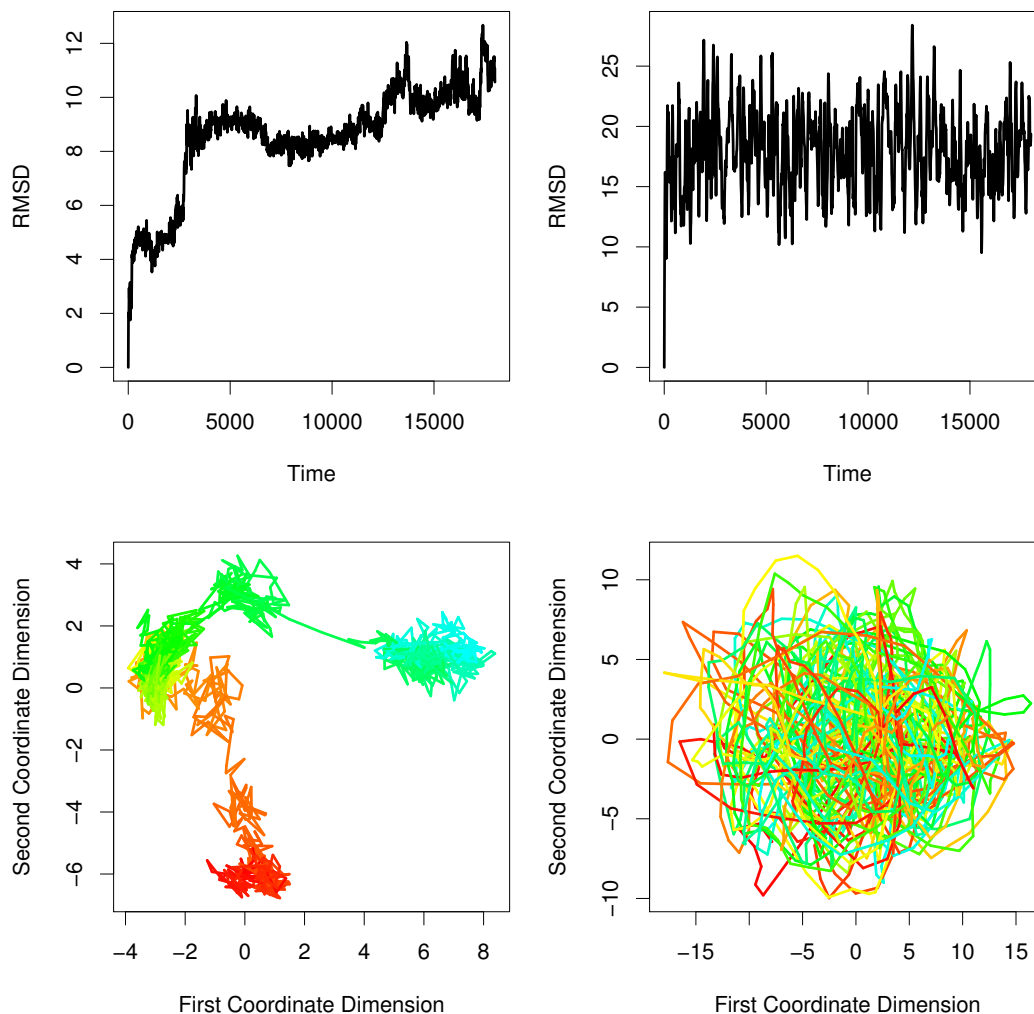 RMSD
12
10
8
6
4
2
0
0 5000 10000 15000
Time
RMSD
25
20
15
10
5
0
0 5000 10000 15000
Time
Second Coordinate Dimension
4
2
0
−2
−4
−6
−4 −2 0 2 4 6 8
First Coordinate Dimension
Second Coordinate Dimension
10
5
0
−5
−10
−15 −5 0 5 10 15
First Coordinate Dimension